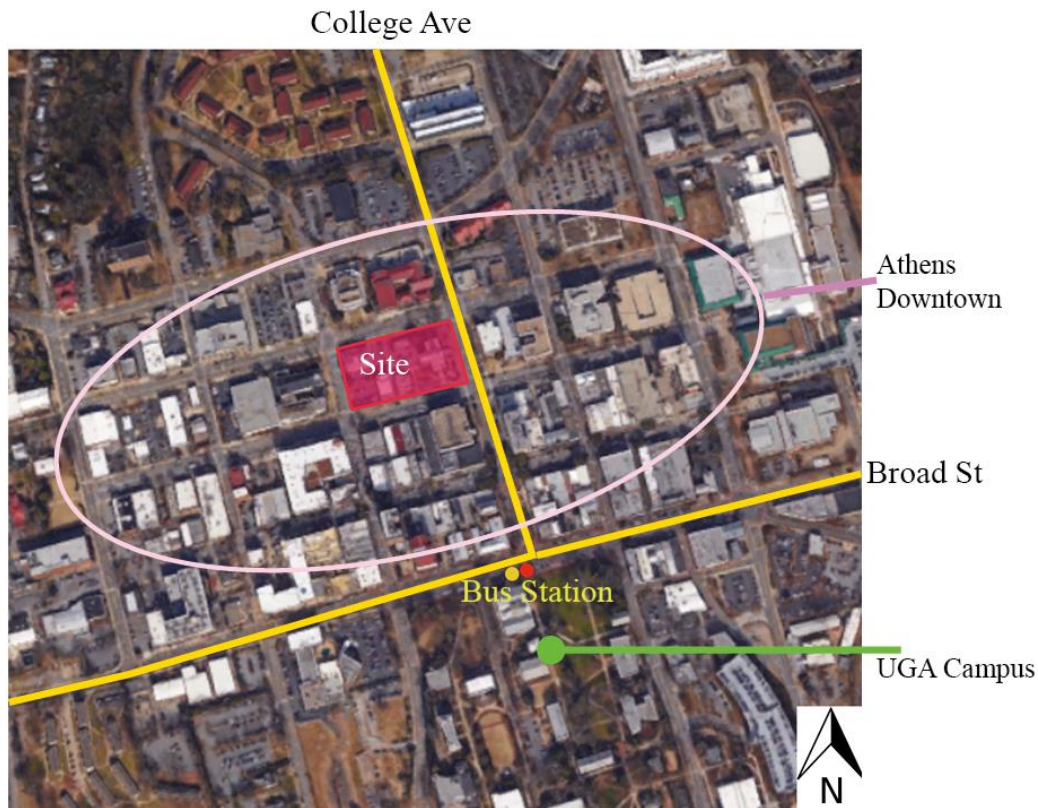 College Ave
Athens
Downtown
Site
Broad St
Bus Station
UGA Campus
N